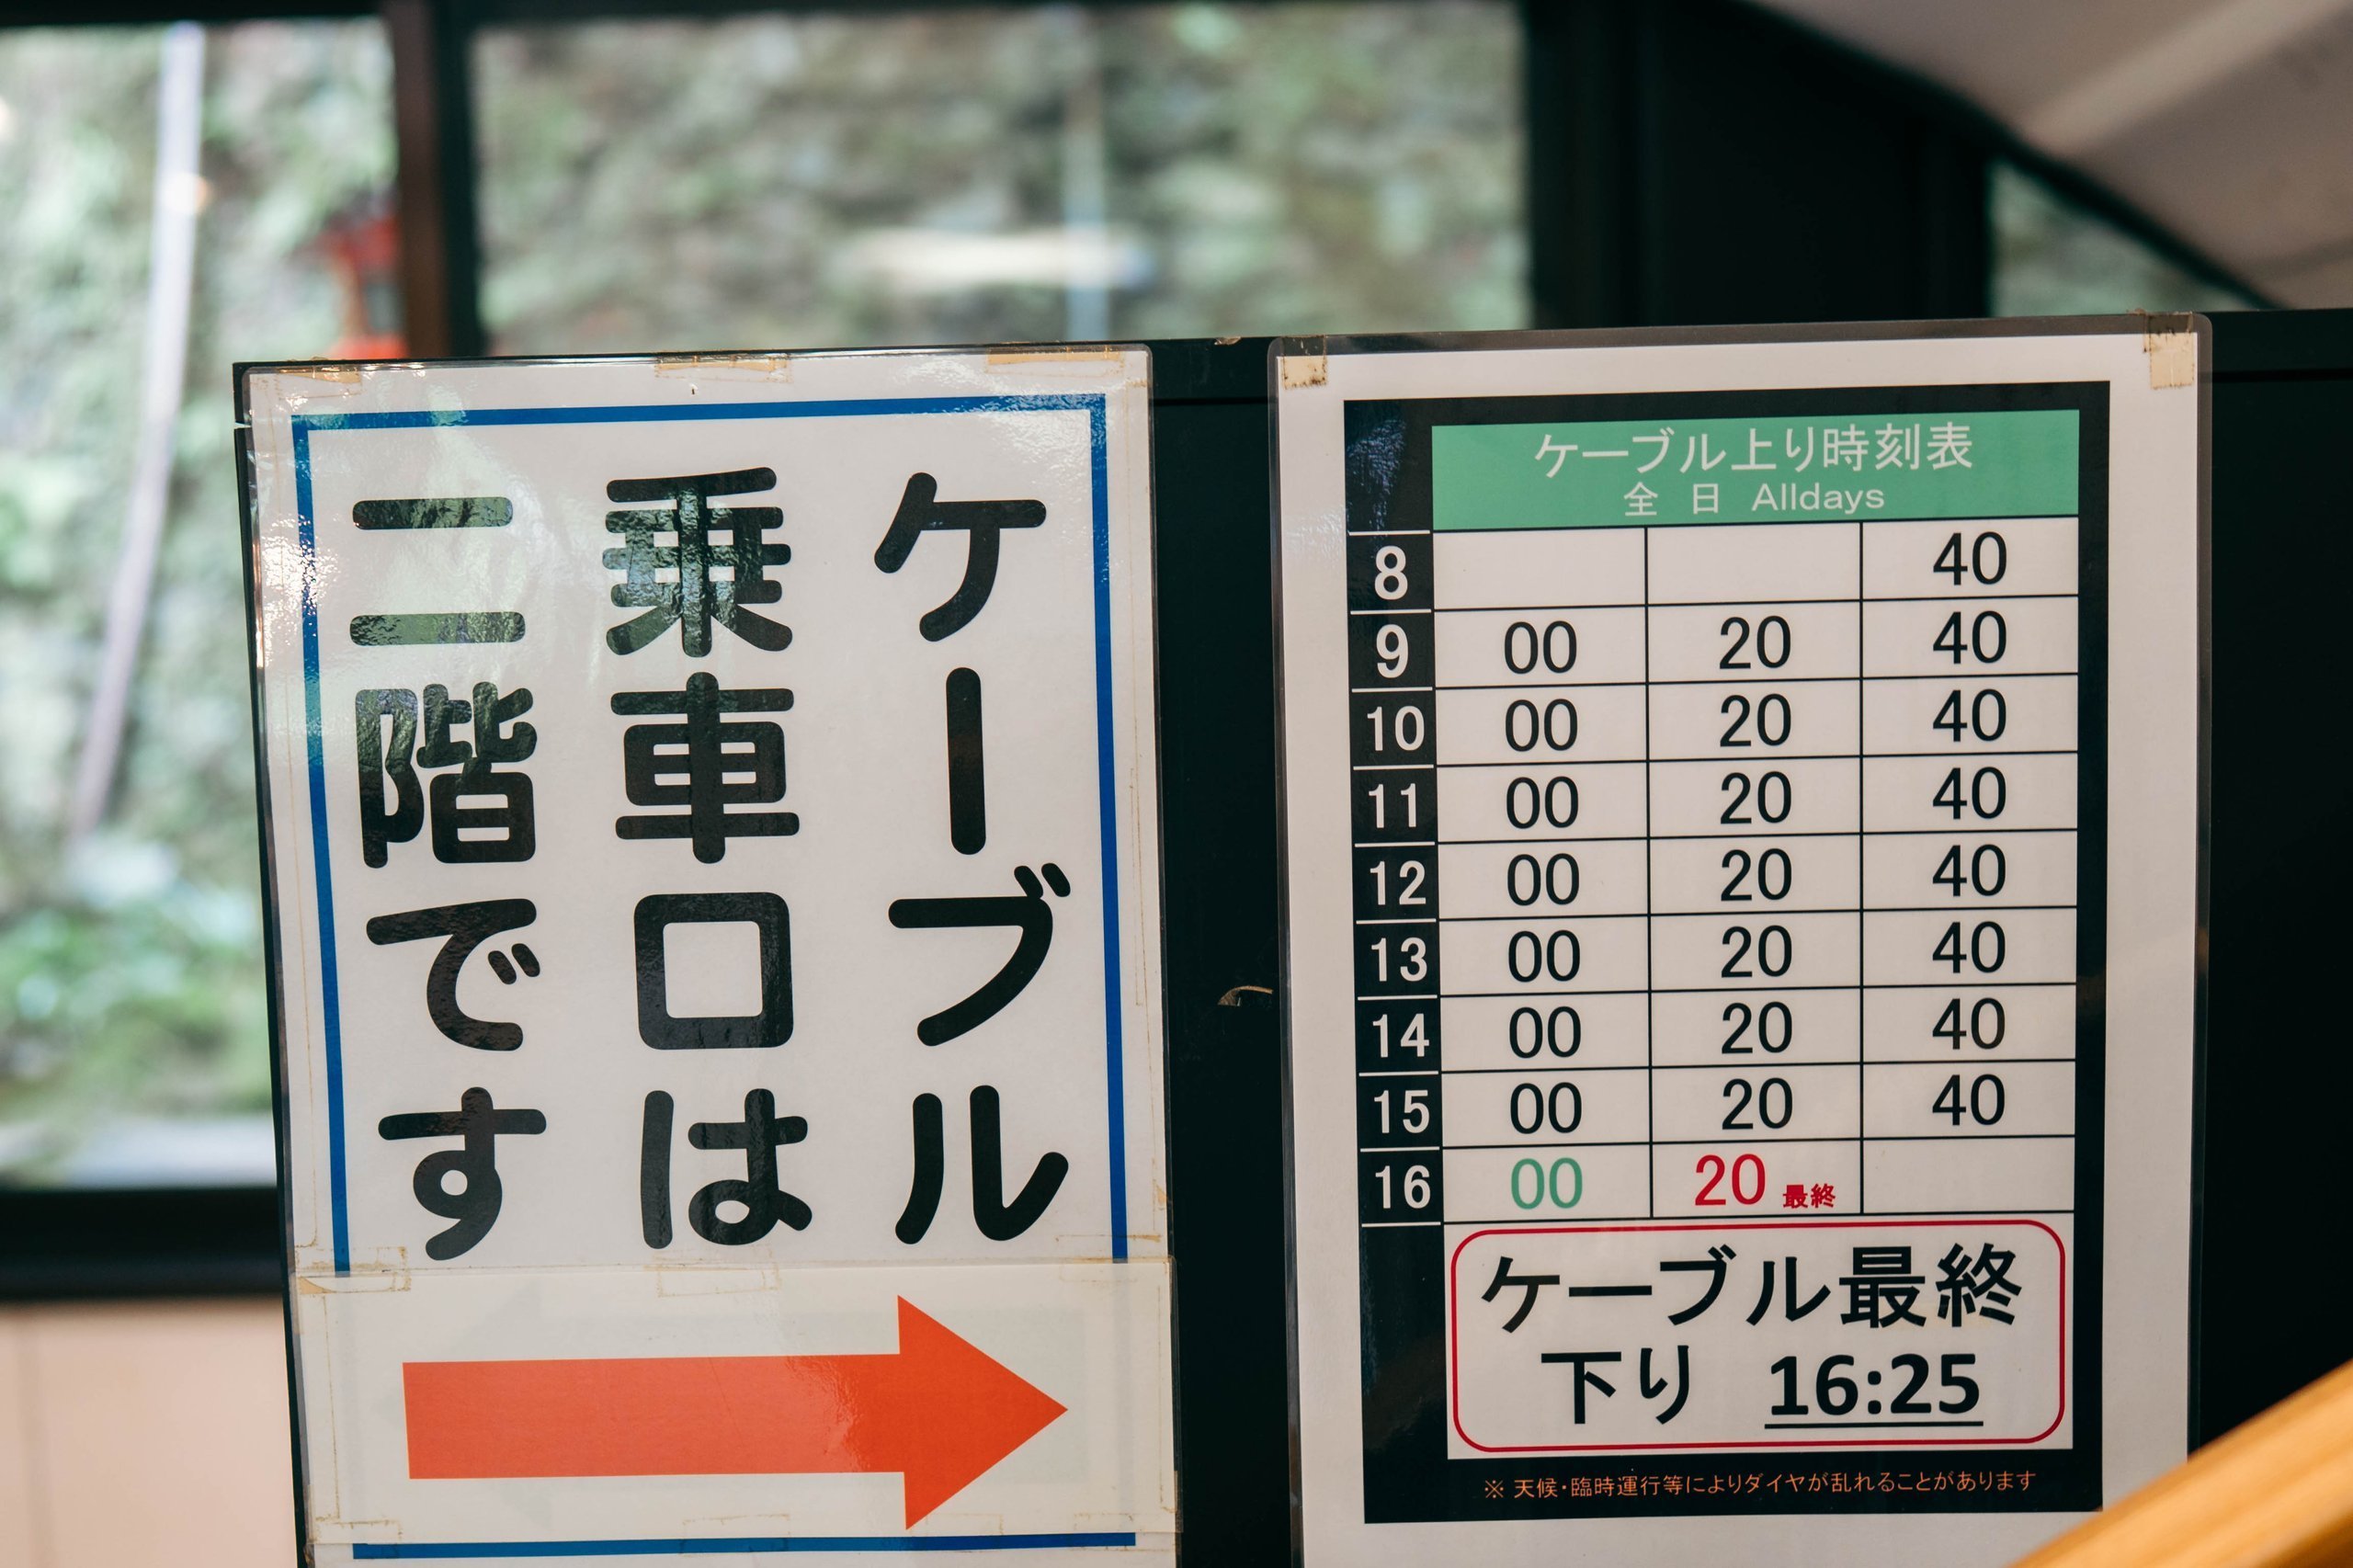 ケーブル
乗車口は
二階です
ケーブル上り時刻表
全 日 Alldays
8 40
9 00 20 40
10 00 20 40
11 00 20 40
12 00 20 40
13 00 20 40
14 00 20 40
15 00 20 40
16 00 20 最終
ケーブル最終
下り 16:25
※ 天候・臨時運行等によりダイヤが乱れることがあります